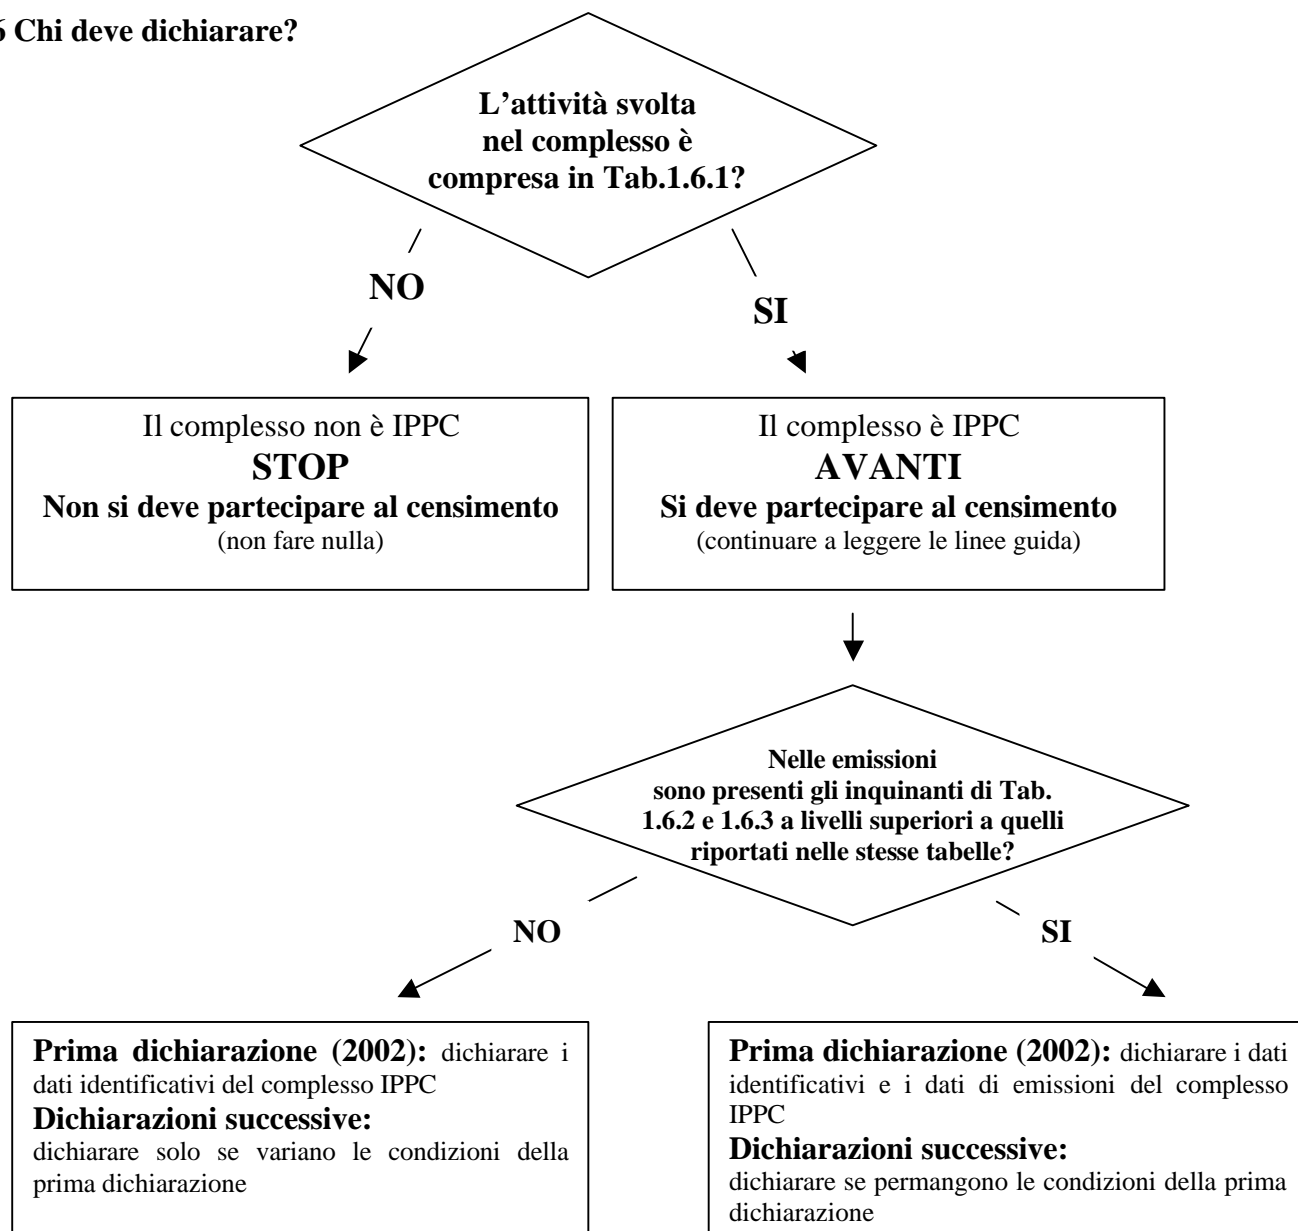 6 Chi deve dichiarare?
L’attività svolta
nel complesso è
compresa in Tab.1.6.1?
NO
SI
Il complesso non è IPPC
STOP
Non si deve partecipare al censimento
(non fare nulla)
Il complesso è IPPC
AVANTI
Si deve partecipare al censimento
(continuare a leggere le linee guida)
Nelle emissioni
sono presenti gli inquinanti di Tab.
1.6.2 e 1.6.3 a livelli superiori a quelli
riportati nelle stesse tabelle?
NO
SI
Prima dichiarazione (2002): dichiarare i
dati identificativi del complesso IPPC
Dichiarazioni successive:
dichiarare solo se variano le condizioni della
prima dichiarazione
Prima dichiarazione (2002): dichiarare i dati
identificativi e i dati di emissioni del complesso
IPPC
Dichiarazioni successive:
dichiarare se permangono le condizioni della prima
dichiarazione